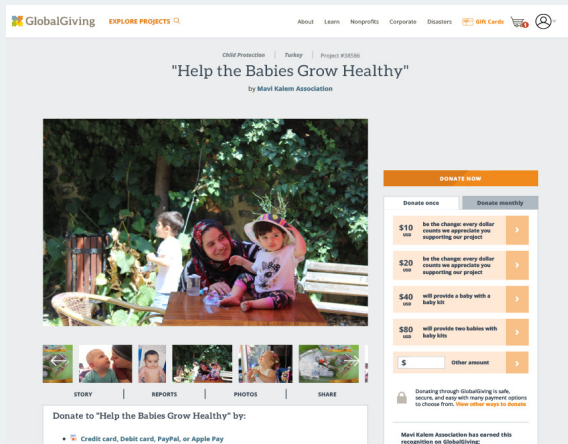 GlobalGiving EXPLORE PROJECTS About Learn Nonprofits Corporate Disasters Gift Cards
Child Protection | Turkey | Project #38586
"Help the Babies Grow Healthy"
by Mavi Kalem Association
DONATE NOW
Donate once Donate monthly
$10 USD
be the change: every dollar
counts we appreciate you
supporting our project
$20 USD
be the change: every dollar
counts we appreciate you
supporting our project
$40 USD
will provide a baby with a
baby kit
$80 USD
will provide two babies with
baby kits
$ Other amount
STORY | REPORTS | PHOTOS | SHARE
Donating through GlobalGiving is safe,
secure, and easy with many payment options
to choose from. View other ways to donate
Donate to "Help the Babies Grow Healthy" by:
• Credit card, Debit card, PayPal, or Apple Pay
Mavi Kalem Association has earned this
recognition on GlobalGiving: